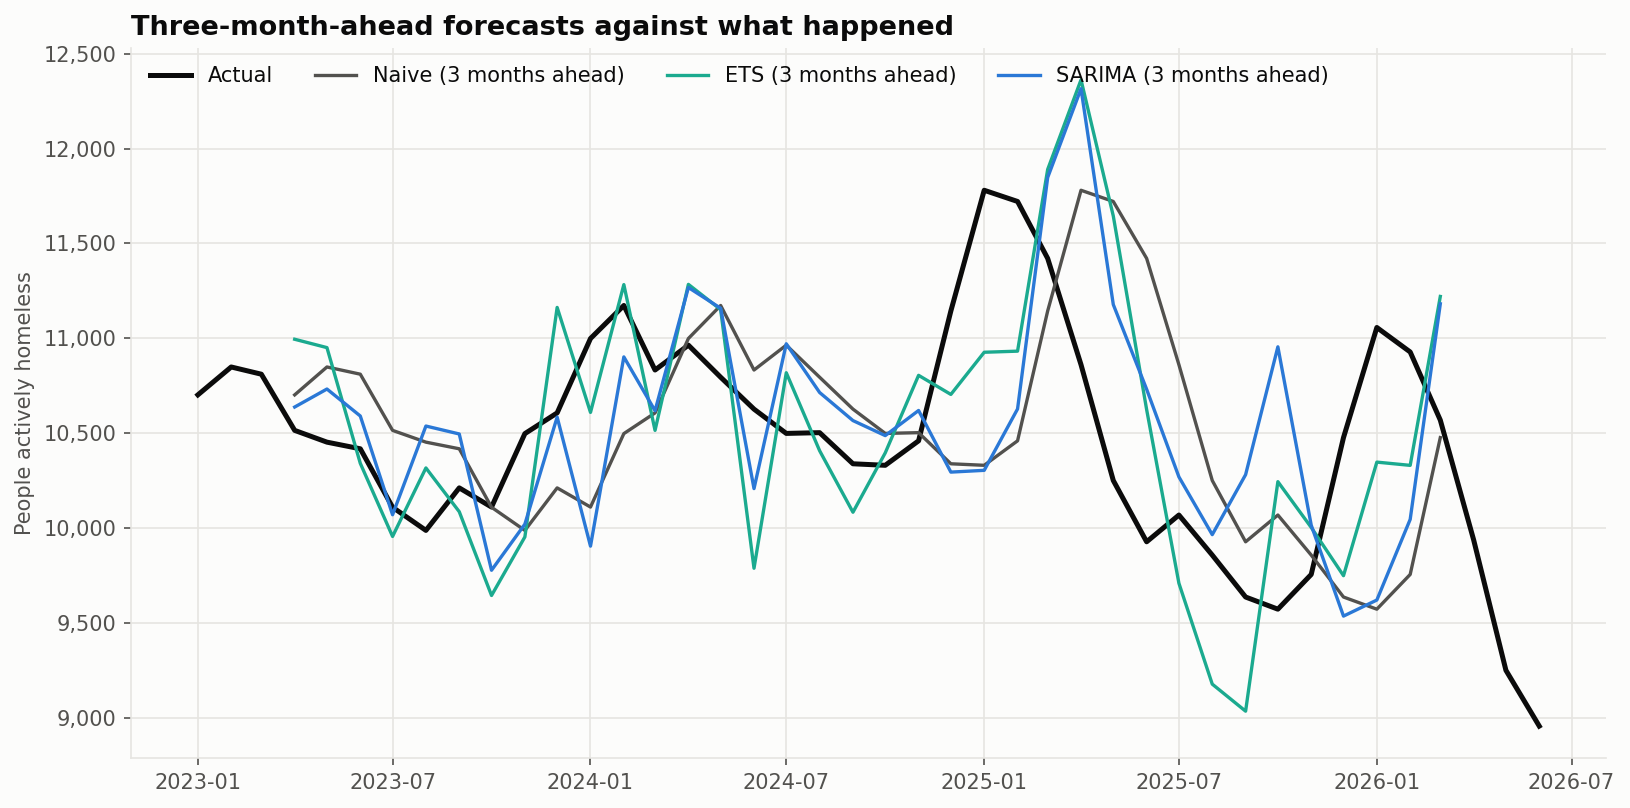 Three-month-ahead forecasts against what happened
12,500
Actual
Naive (3 months ahead)
ETS (3 months ahead)
SARIMA (3 months ahead)
12,000
11,500
11,000
10,500
10,000
9,500
9,000
People actively homeless
2023-01
2023-07
2024-01
2024-07
2025-01
2025-07
2026-01
2026-07